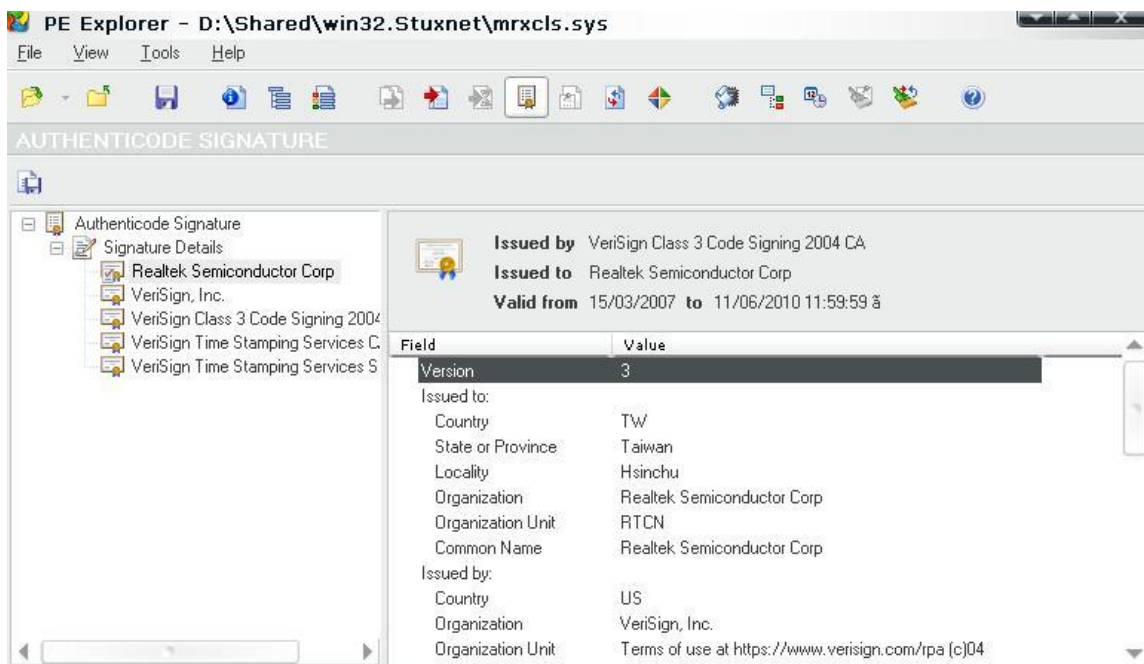 PE Explorer - D:\Shared\win32.Stuxnet\mrxcls.sys
File View Tools Help
AUTHENTICODE SIGNATURE
Authenticode Signature
Signature Details
Realtek Semiconductor Corp
VeriSign, Inc.
VeriSign Class 3 Code Signing 2004
VeriSign Time Stamping Services C
VeriSign Time Stamping Services S
Issued by VeriSign Class 3 Code Signing 2004 CA
Issued to Realtek Semiconductor Corp
Valid from 15/03/2007 to 11/06/2010 11:59:59 ã
Field Value
Version 3
Issued to:
Country TW
State or Province Taiwan
Locality Hsinchu
Organization Realtek Semiconductor Corp
Organization Unit RTCN
Common Name Realtek Semiconductor Corp
Issued by:
Country US
Organization VeriSign, Inc.
Organization Unit Terms of use at https://www.verisign.com/rpa (c)04